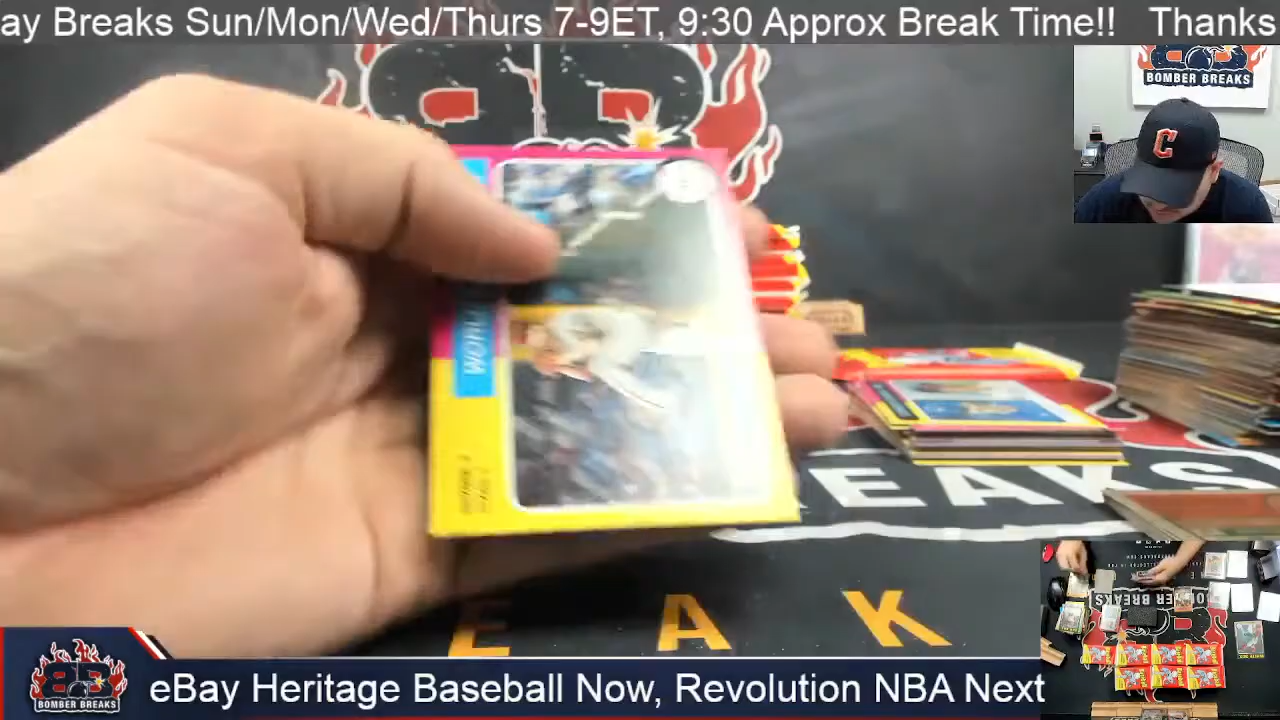 ay Breaks Sun/Mon/Wed/Thurs 7-9ET, 9:30 Approx Break Time!! Thanks
BOMBER BREAKS
EAKS
E A K
BOMBER BREAKS
eBay Heritage Baseball Now, Revolution NBA Next